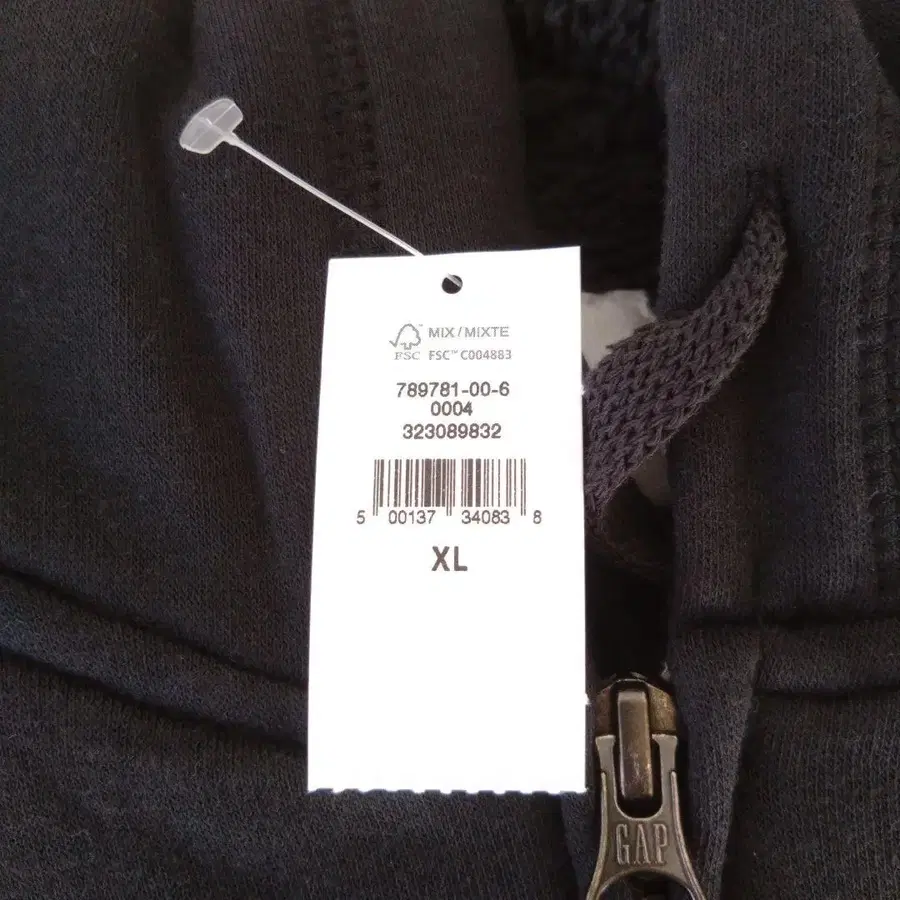 MIX / MIXTE
FSC FSC™ C004883
789781-00-6
0004
323089832
5 00137 34083 8
XL
GAP